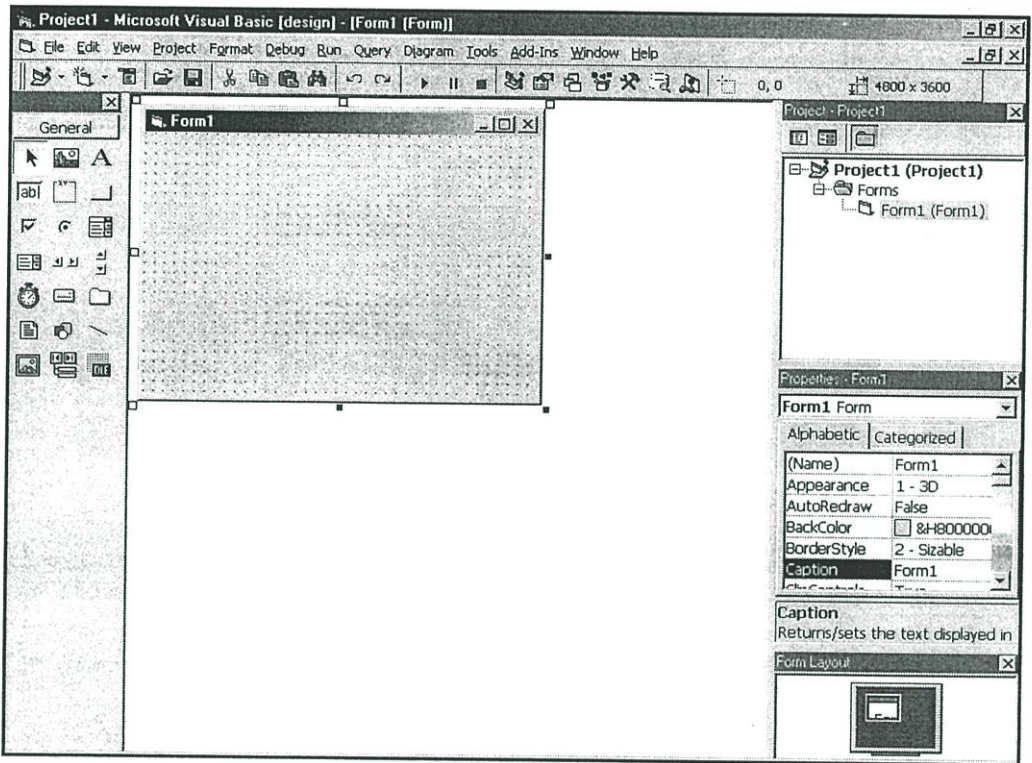 Project1 - Microsoft Visual Basic [design] - [Form1 (Form)]
File Edit View Project Format Debug Run Query Diagram Tools Add-Ins Window Help
0, 0 4800 x 3600
General
A
abl
XY
OLE
Form1
Project - Project1
Project1 (Project1)
Forms
Form1 (Form1)
Properties - Form1
Form1 Form
Alphabetic Categorized
(Name) Form1
Appearance 1 - 3D
AutoRedraw False
BackColor &H800000
BorderStyle 2 - Sizable
Caption Form1
Caption
Returns/sets the text displayed in
Form Layout